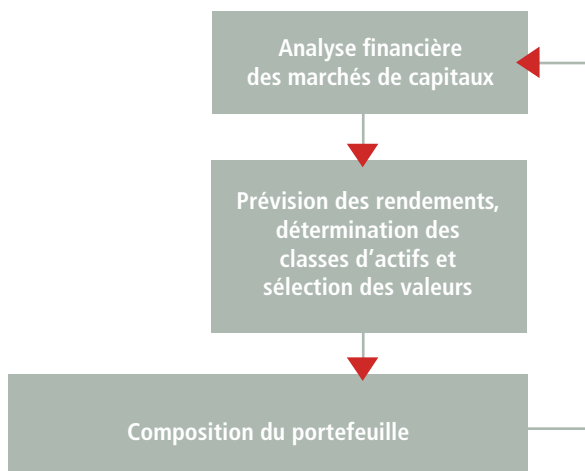 Analyse financière
des marchés de capitaux
Prévision des rendements,
détermination des
classes d’actifs et
sélection des valeurs
Composition du portefeuille